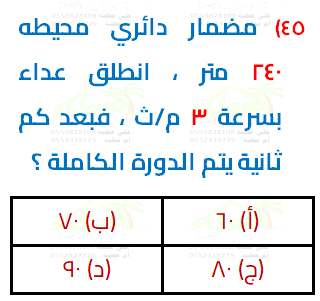 ٤٥) مضمار دائري محيطه
٢٤٠ متر ، انطلق عداء
بسرعة ٣ م/ث ، فبعد كم
ثانية يتم الدورة الكاملة ؟
(أ) ٦٠ (ب) ٧٠
(ج) ٨٠ (د) ٩٠